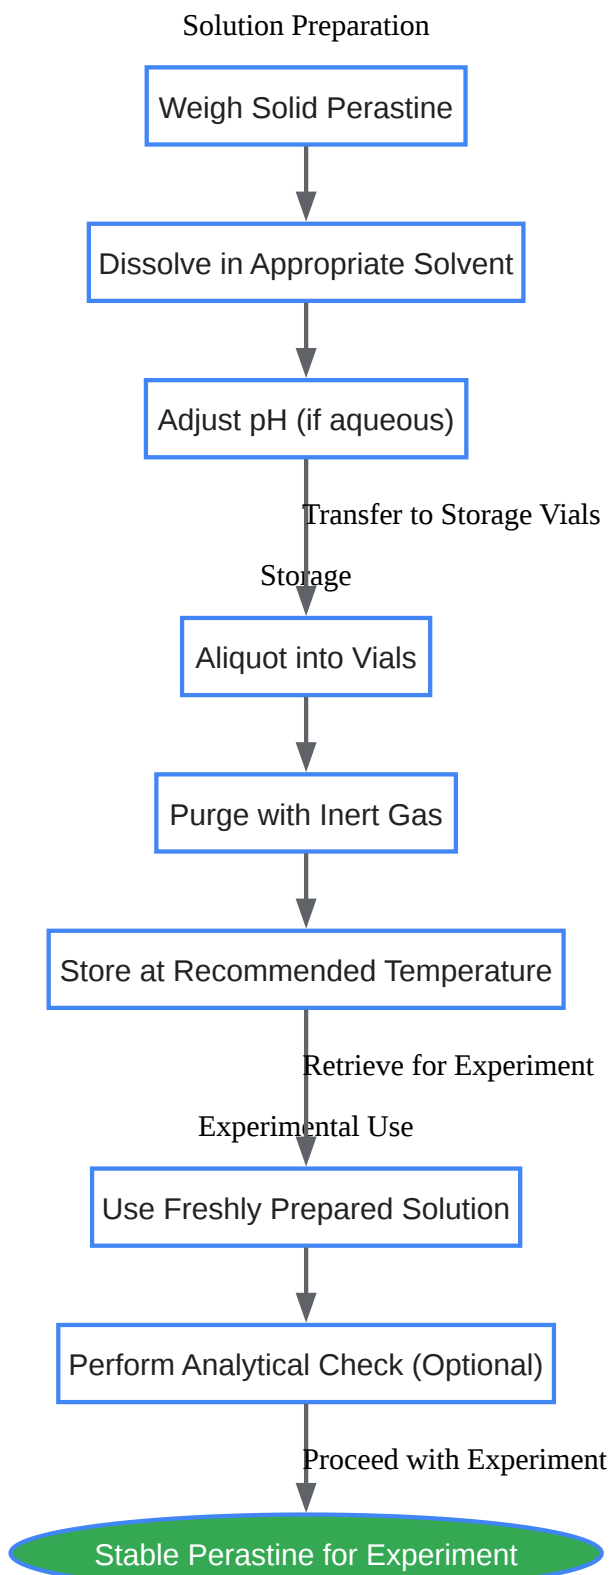 Solution Preparation
Weigh Solid Perastine
Dissolve in Appropriate Solvent
Adjust pH (if aqueous)
Transfer to Storage Vials
Storage
Aliquot into Vials
Purge with Inert Gas
Store at Recommended Temperature
Retrieve for Experiment
Experimental Use
Use Freshly Prepared Solution
Perform Analytical Check (Optional)
Proceed with Experiment
Stable Perastine for Experiment